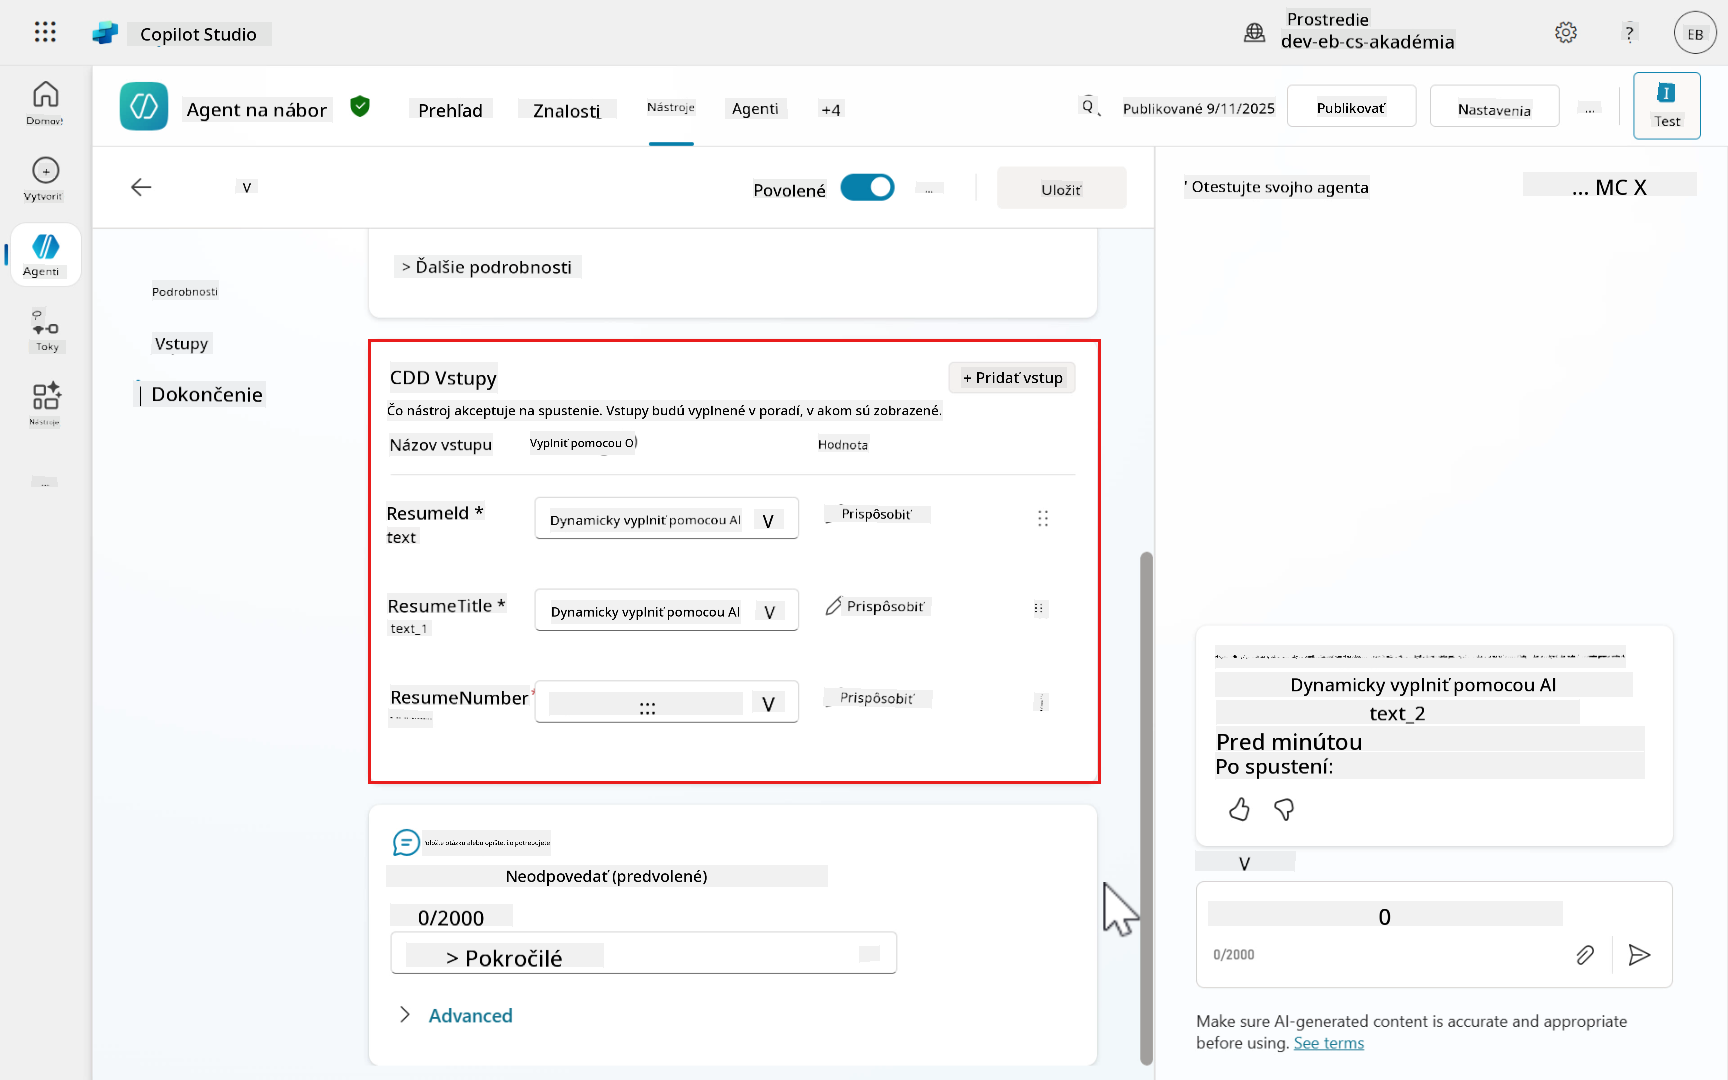 Copilot Studio
Prostredie
dev-eb-cs-akadémia
?
EB
Domov!
Vytvoriť
Agenti
Toky
Nástroje
...
Agent na nábor
Prehľad
Znalosti
Nástroje
Agenti
+4
Publikované 9/11/2025
Publikovať
Nastavenia
...
Test
V
Povolené
...
Uložiť
' Otestujte svojho agenta
... MC X
Podrobnosti
Vstupy
| Dokončenie
> Ďalšie podrobnosti
CDD Vstupy
+ Pridať vstup
Čo nástroj akceptuje na spustenie. Vstupy budú vyplnené v poradí, v akom sú zobrazené.
Názov vstupu
Vyplniť pomocou O)
Hodnota
ResumeId *
text
Dynamicky vyplniť pomocou AI
V
Prispôsobiť
ResumeTitle *
text_1
Dynamicky vyplniť pomocou AI
V
Prispôsobiť
ResumeNumber*
:::
V
Prispôsobiť
Neodpovedať (predvolené)
0/2000
> Pokročilé
Advanced
Dynamicky vyplniť pomocou AI
text_2
Pred minútou
Po spustení:
V
0
0/2000
Make sure AI-generated content is accurate and appropriate
before using. See terms